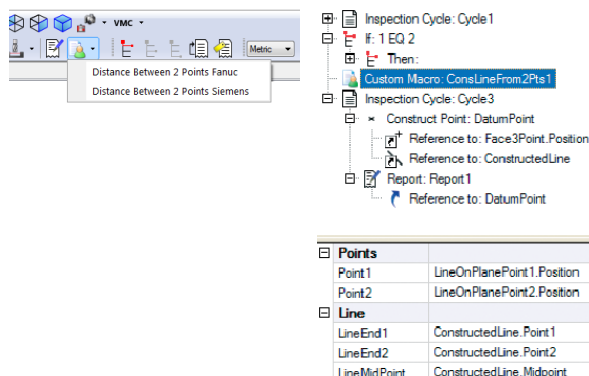 VMC
Metric
Distance Between 2 Points Fanuc
Distance Between 2 Points Siemens
Inspection Cycle: Cycle1
If: 1 EQ 2
Then:
Custom Macro: ConsLineFrom2Pts1
Inspection Cycle: Cycle3
Construct Point: DatumPoint
Reference to: Face3Point.Position
Reference to: ConstructedLine
Report: Report1
Reference to: DatumPoint
Points
Point1 LineOnPlanePoint1.Position
Point2 LineOnPlanePoint2.Position
Line
LineEnd1 ConstructedLine.Point1
LineEnd2 ConstructedLine.Point2
LineMidPoint ConstructedLine.Midpoint